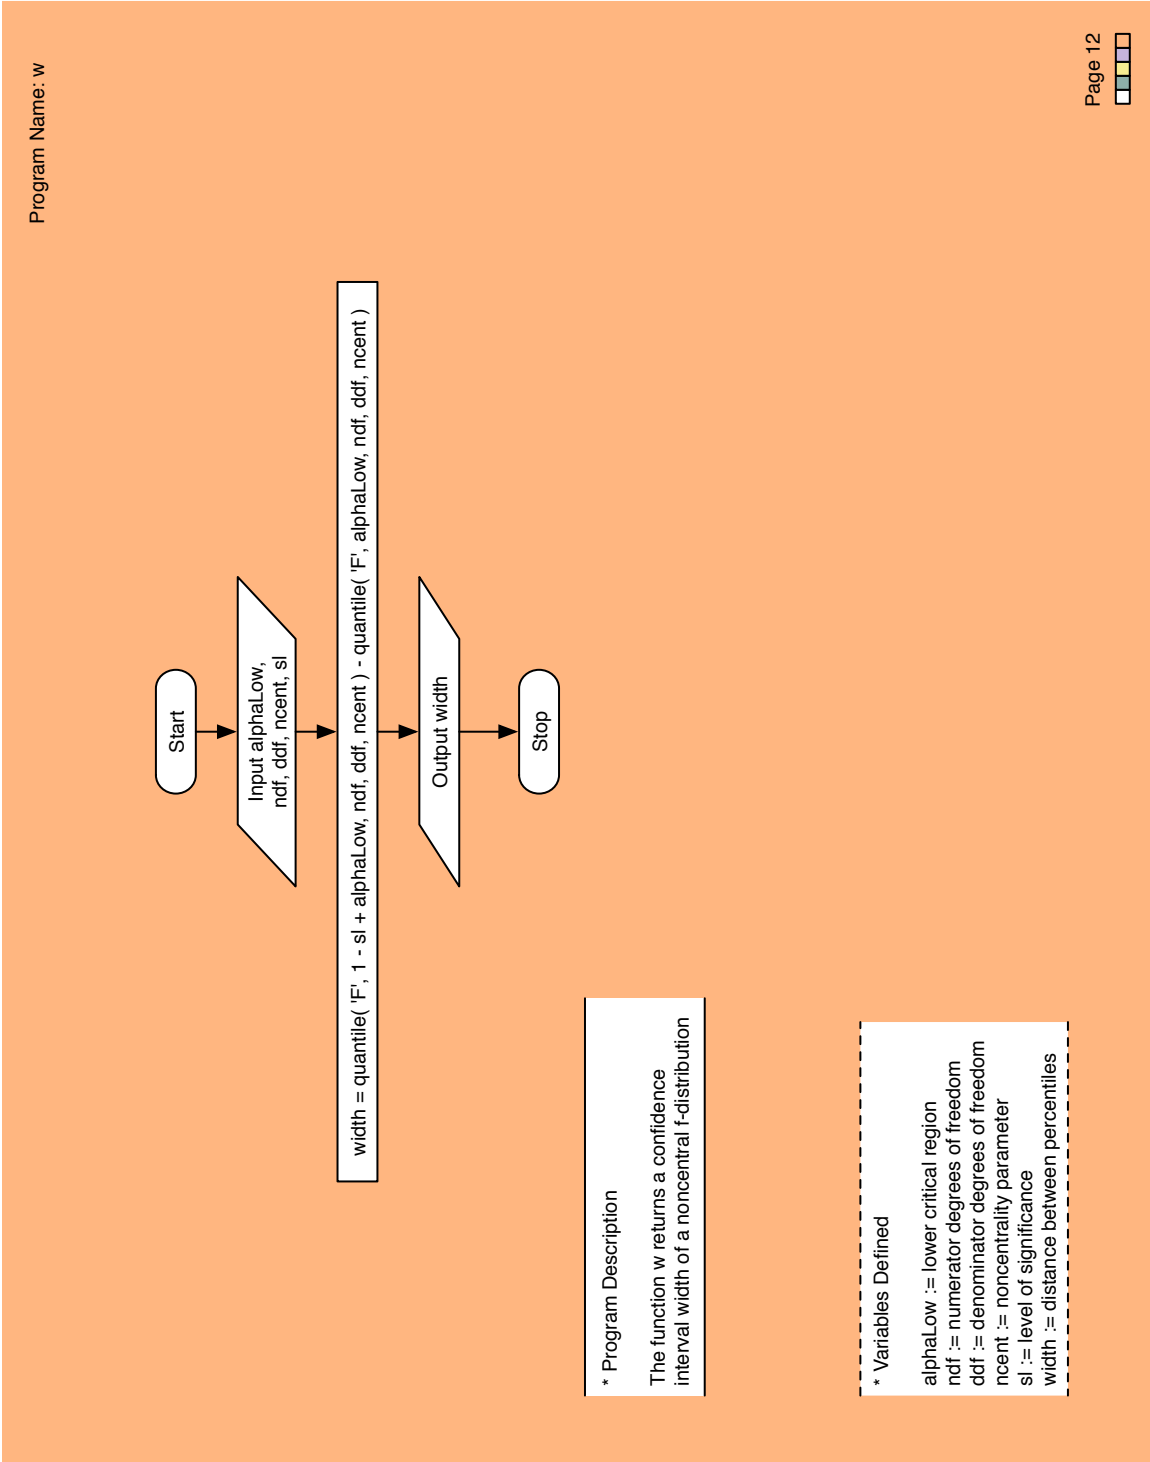 Program Name: w
Start
Input alphaLow,
ndf, ddf, ncent, sl
width = quantile( 'F', 1 - sl + alphaLow, ndf, ddf, ncent ) - quantile( 'F', alphaLow, ndf, ddf, ncent )
Output width
Stop
* Program Description
The function w returns a confidence
interval width of a noncentral f-distribution
* Variables Defined
alphaLow := lower critical region
ndf := numerator degrees of freedom
ddf := denominator degrees of freedom
ncent := noncentrality parameter
sl := level of significance
width := distance between percentiles
Page 12